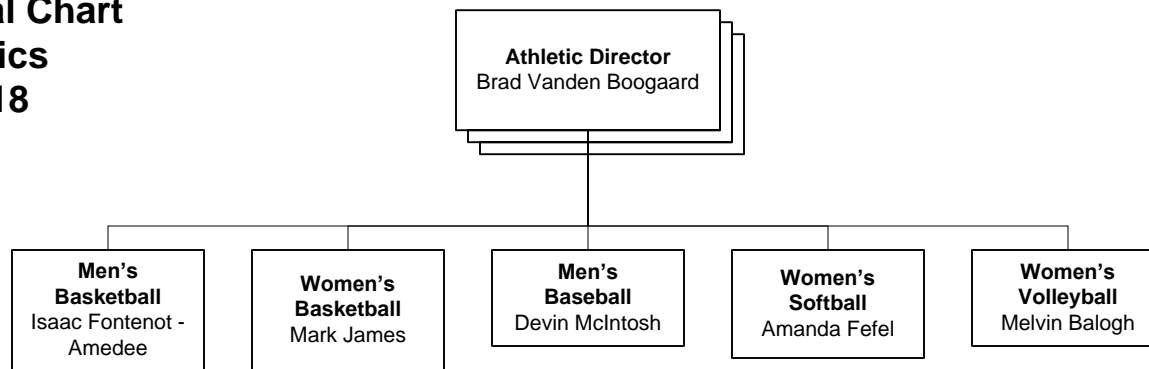 al Chart
ics
18
Athletic Director
Brad Vanden Boogaard
Men’s
Basketball
Isaac Fontenot -
Amedee
Women’s
Basketball
Mark James
Men’s
Baseball
Devin McIntosh
Women’s
Softball
Amanda Fefel
Women’s
Volleyball
Melvin Balogh